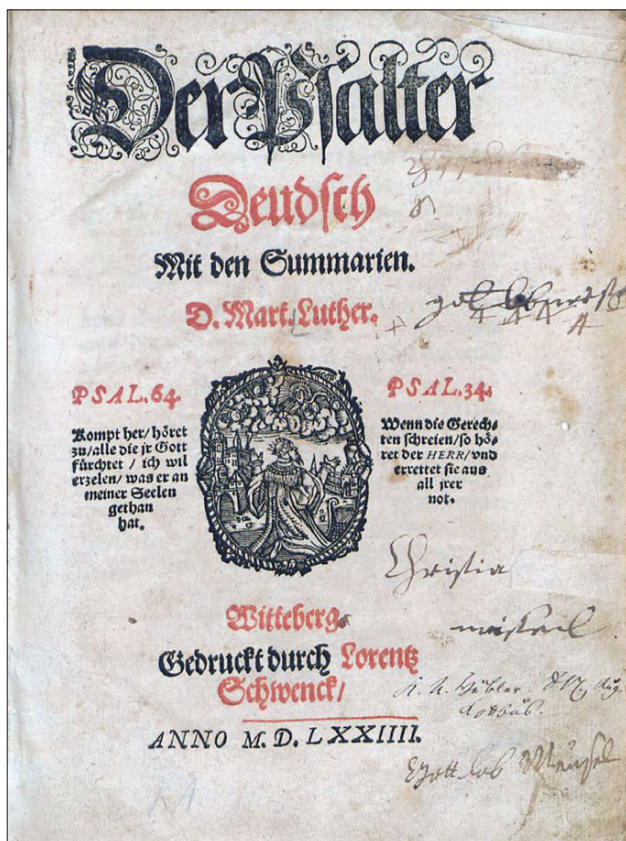 Der Psalter
Deudsch
Mit den Summarien.
D. Mart. Luther.
PSAL. 64.
Kompt her/ höret
zu/ alle die jr Gott
fürchtet / ich wil
erzelen/ was er an
meiner Seelen
gethan
hat.
PSAL. 34.
Wenn die Gerech⸗
ten schreien/ so hö⸗
ret der HERR/ vnd
errettet sie aus
all jrer
not.
Christia
Witteberg.
Gedruckt durch Lorentz
Schwenck/
ANNO M. D. LXXIIII.